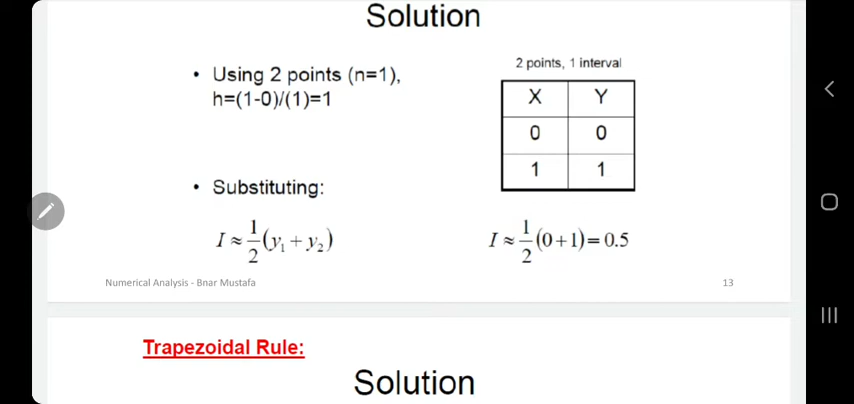 Solution
• Using 2 points (n=1),
h=(1-0)/(1)=1
2 points, 1 interval
X Y
0 0
1 1
• Substituting:
I ≈ 1/2 (y₁ + y₂)
I ≈ 1/2 (0+1) = 0.5
Numerical Analysis - Bnar Mustafa
13
Trapezoidal Rule:
Solution